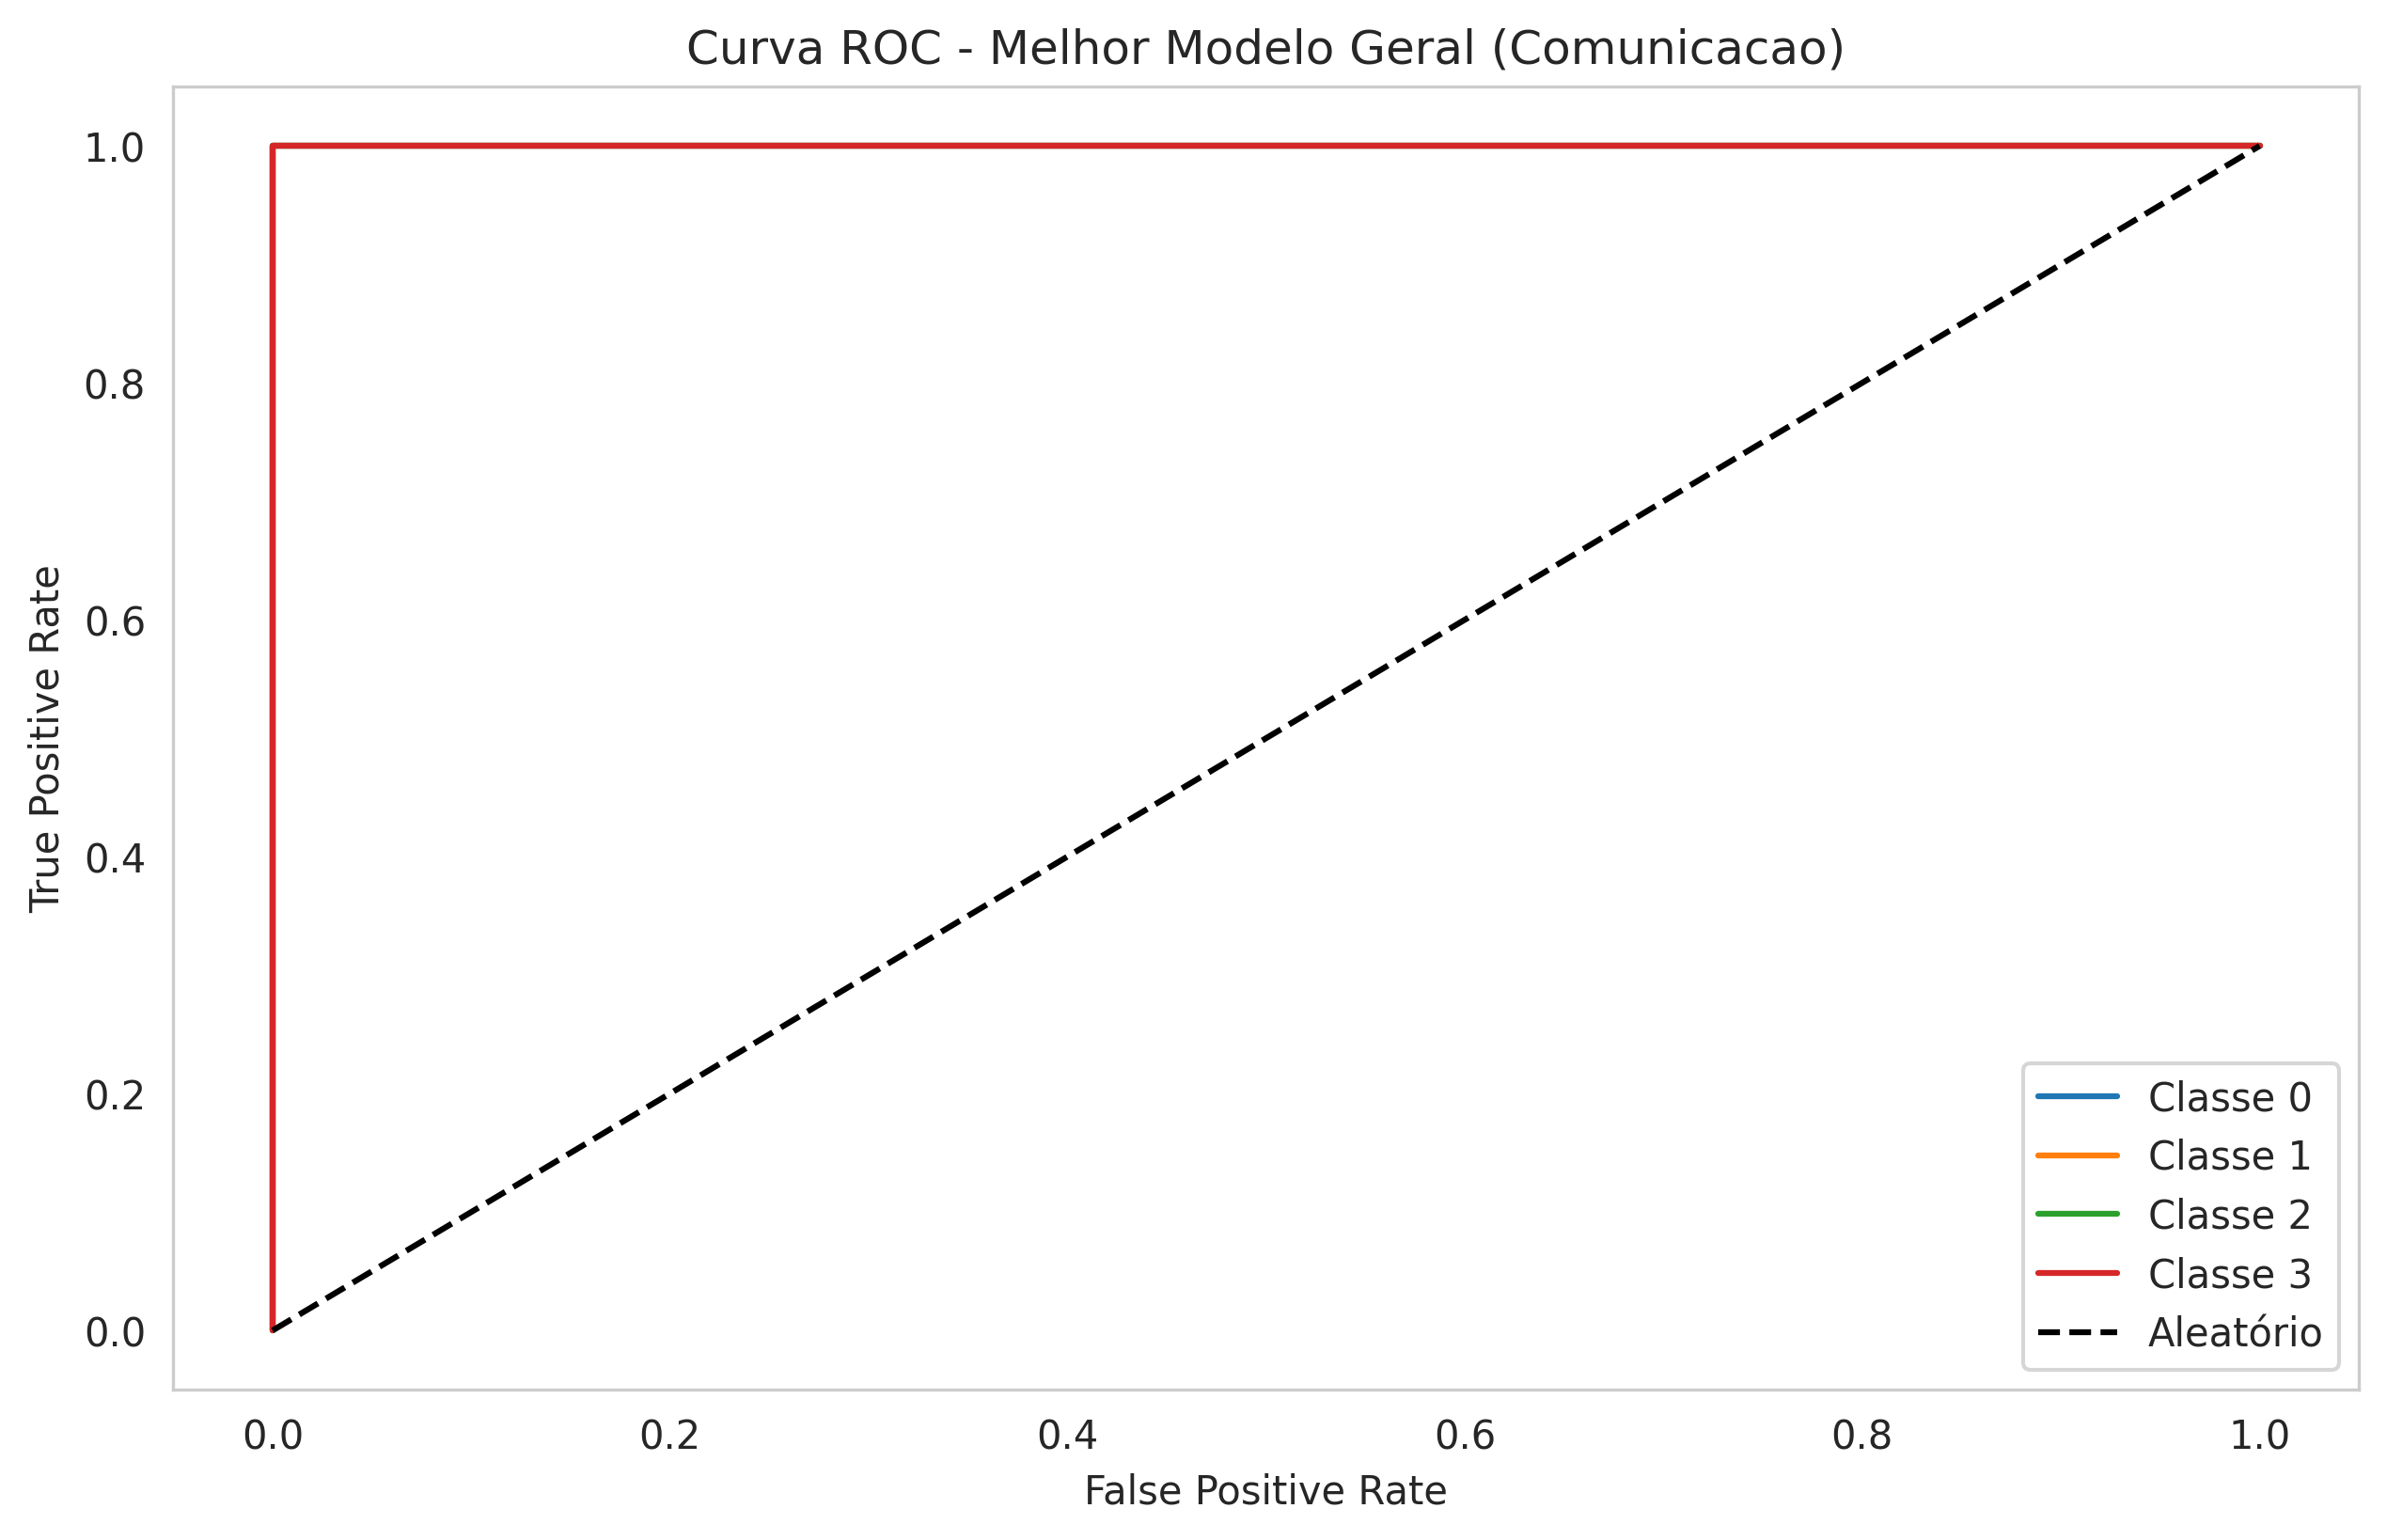 Curva ROC - Melhor Modelo Geral (Comunicacao)
1.0
0.8
0.6
0.4
0.2
0.0
True Positive Rate
0.0 0.2 0.4 0.6 0.8 1.0
False Positive Rate
Classe 0
Classe 1
Classe 2
Classe 3
Aleatório